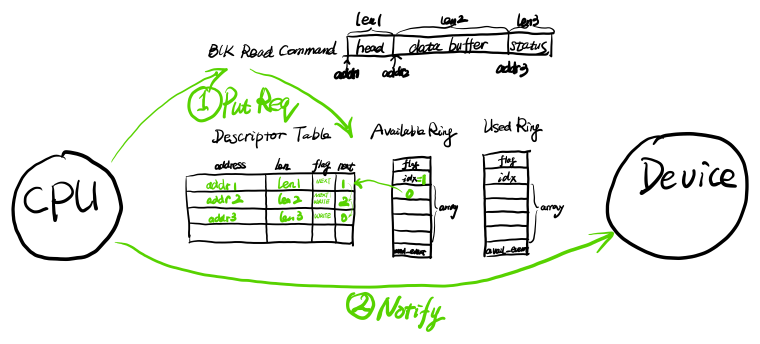 len1 len2 len3
BLK Read Command head data buffer status
addr1 addr2 addr3
① Put Req
Descriptor Table Available Ring Used Ring
address len flag next
addr1 len1 NEXT 1
addr2 len2 NEXT WRITE 2
addr3 len3 WRITE 0
flag
idx=1
0
array
flag
idx
array
avail_event
CPU
Device
② Notify